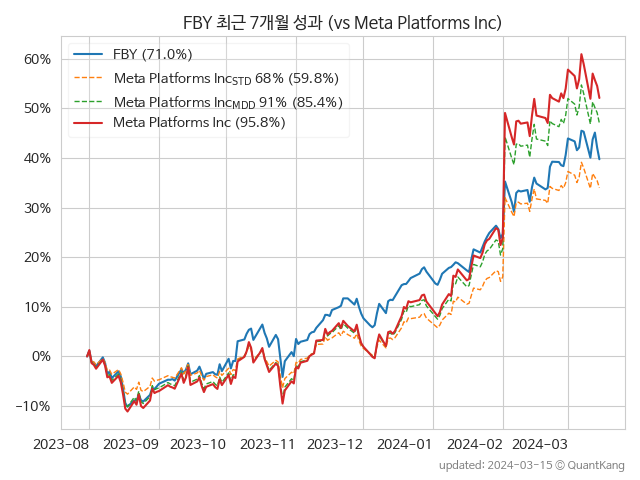 FBY 최근 7개월 성과 (vs Meta Platforms Inc)
FBY (71.0%)
Meta Platforms IncSTD 68% (59.8%)
Meta Platforms IncMDD 91% (85.4%)
Meta Platforms Inc (95.8%)
60%
50%
40%
30%
20%
10%
0%
−10%
2023-08 2023-09 2023-10 2023-11 2023-12 2024-01 2024-02 2024-03
updated: 2024-03-15 © QuantKang